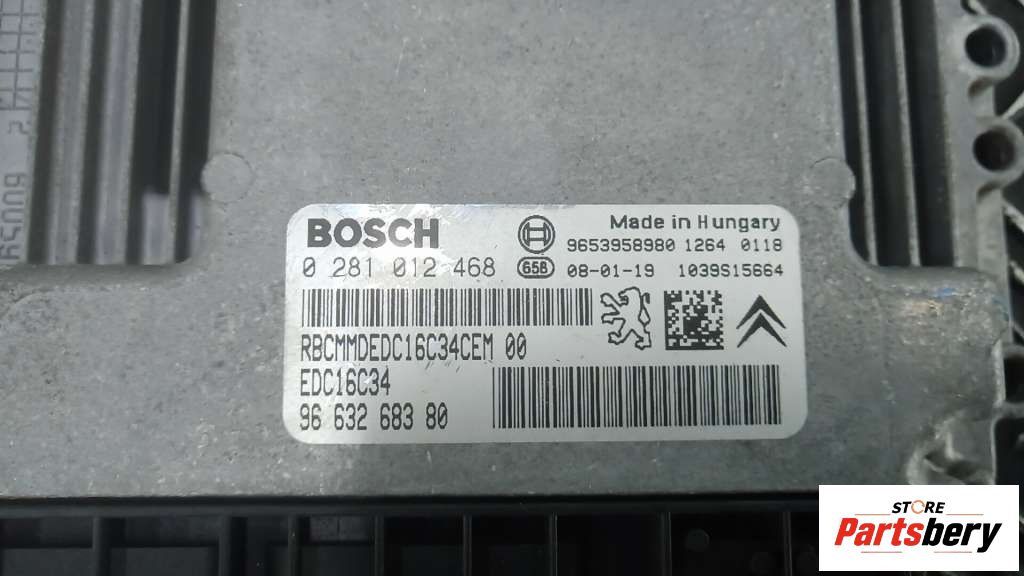 BOSCH
Made in Hungary
9653958980 1264 0118
0 281 012 468
G58
08-01-19
1039S15664
RBCMMDEDC16C34CEM 00
EDC16C34
96 632 683 80
STORE
Partsbery